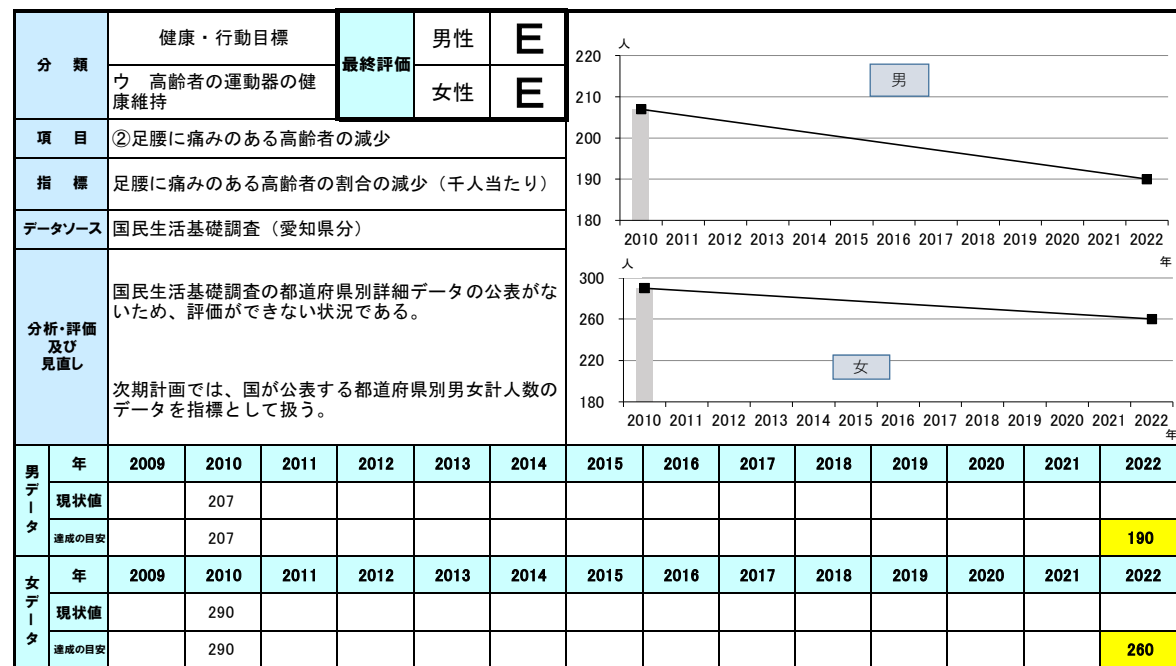 分 類
健康・行動目標
ウ 高齢者の運動器の健
康維持
最終評価
男性
E
女性
E
項 目
②足腰に痛みのある高齢者の減少
指 標
足腰に痛みのある高齢者の割合の減少（千人当たり）
データソース
国民生活基礎調査（愛知県分）
分析・評価
及び
見直し
国民生活基礎調査の都道府県別詳細データの公表がな
いため、評価ができない状況である。
次期計画では、国が公表する都道府県別男女計人数の
データを指標として扱う。
人
220
210
200
190
180
男
2010 2011 2012 2013 2014 2015 2016 2017 2018 2019 2020 2021 2022
年
人
300
260
220
180
女
2010 2011 2012 2013 2014 2015 2016 2017 2018 2019 2020 2021 2022
年
男データ
年 2009 2010 2011 2012 2013 2014 2015 2016 2017 2018 2019 2020 2021 2022
現状値 207
達成の目安 207 190
女データ
年 2009 2010 2011 2012 2013 2014 2015 2016 2017 2018 2019 2020 2021 2022
現状値 290
達成の目安 290 260